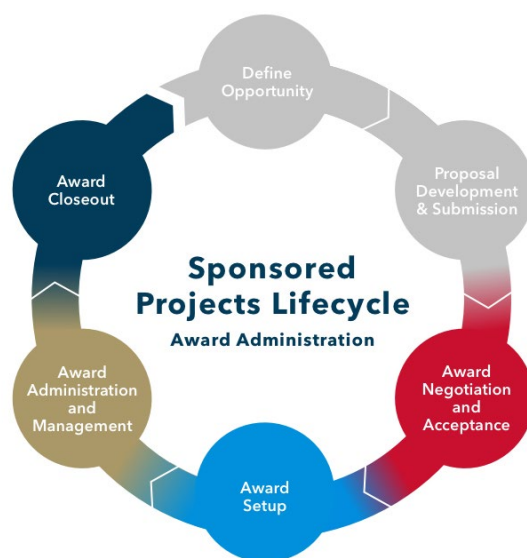 Define
Opportunity
Proposal
Development
& Submission
Award
Closeout
Sponsored
Projects Lifecycle
Award Administration
Award
Administration
and
Management
Award
Negotiation
and
Acceptance
Award
Setup